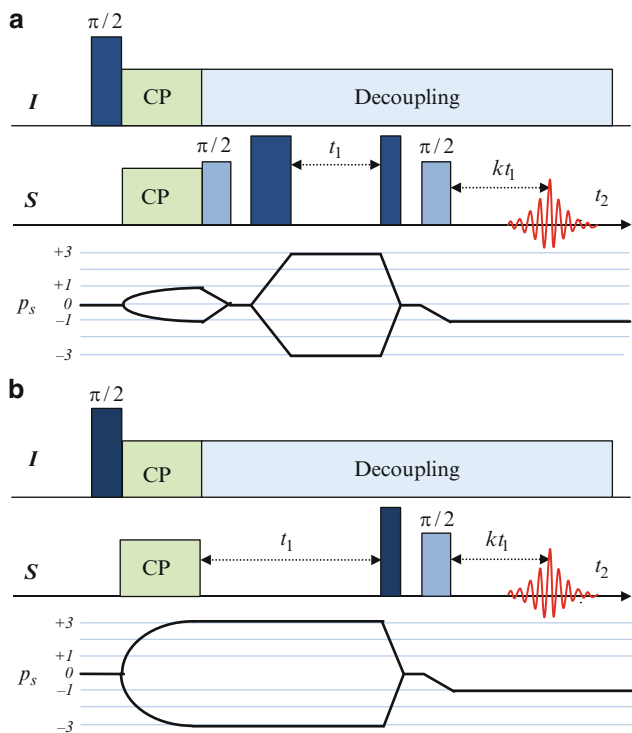 a
π/2
I
CP
Decoupling
π/2
t₁
S
CP
kt₁
t₂
+3
+1
pₛ
0
−1
−3
b
π/2
I
CP
Decoupling
π/2
t₁
kt₁
S
CP
t₂
+3
+1
pₛ
0
−1
−3